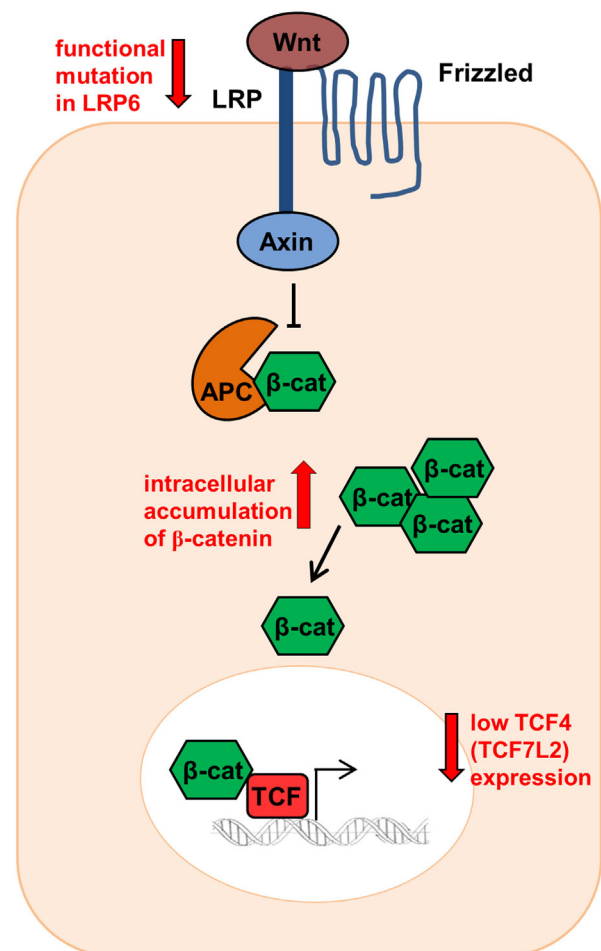 Wnt
functional
mutation
in LRP6
LRP
Frizzled
Axin
APC
β-cat
β-cat
β-cat
β-cat
intracellular
accumulation
of β-catenin
β-cat
low TCF4
(TCF7L2)
expression
β-cat
TCF